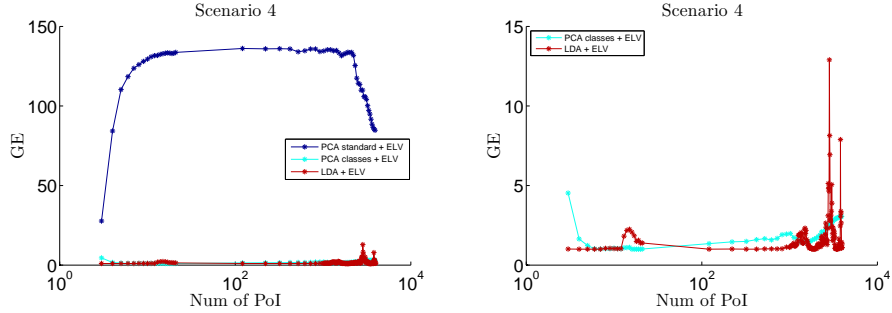 Scenario 4
GE
150
100
50
0
10^0
10^2
10^4
Num of PoI
PCA standard + ELV
PCA classes + ELV
LDA + ELV
Scenario 4
GE
15
10
5
0
10^0
10^2
10^4
Num of PoI
PCA classes + ELV
LDA + ELV